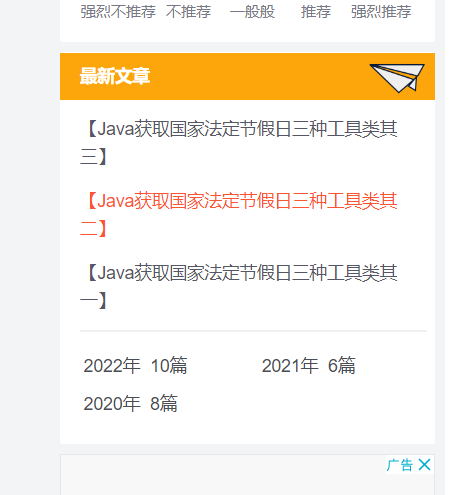 强烈不推荐 不推荐 一般般 推荐 强烈推荐
最新文章
【Java获取国家法定节假日三种工具类其
三】
【Java获取国家法定节假日三种工具类其
二】
【Java获取国家法定节假日三种工具类其
一】
2022年 10篇 2021年 6篇
2020年 8篇
广告